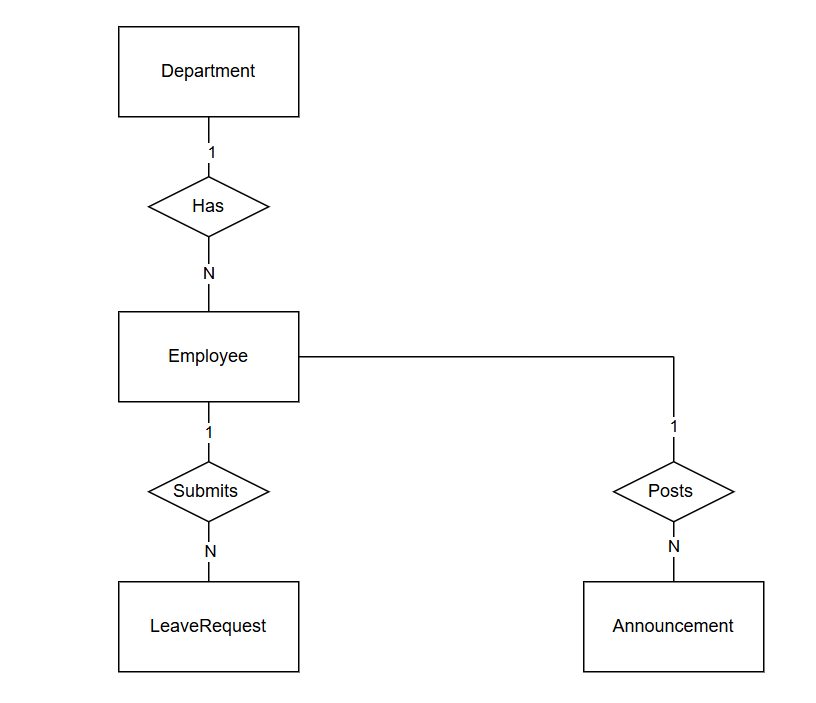 Department
1
Has
N
Employee
1
1
Submits
Posts
N
N
LeaveRequest
Announcement